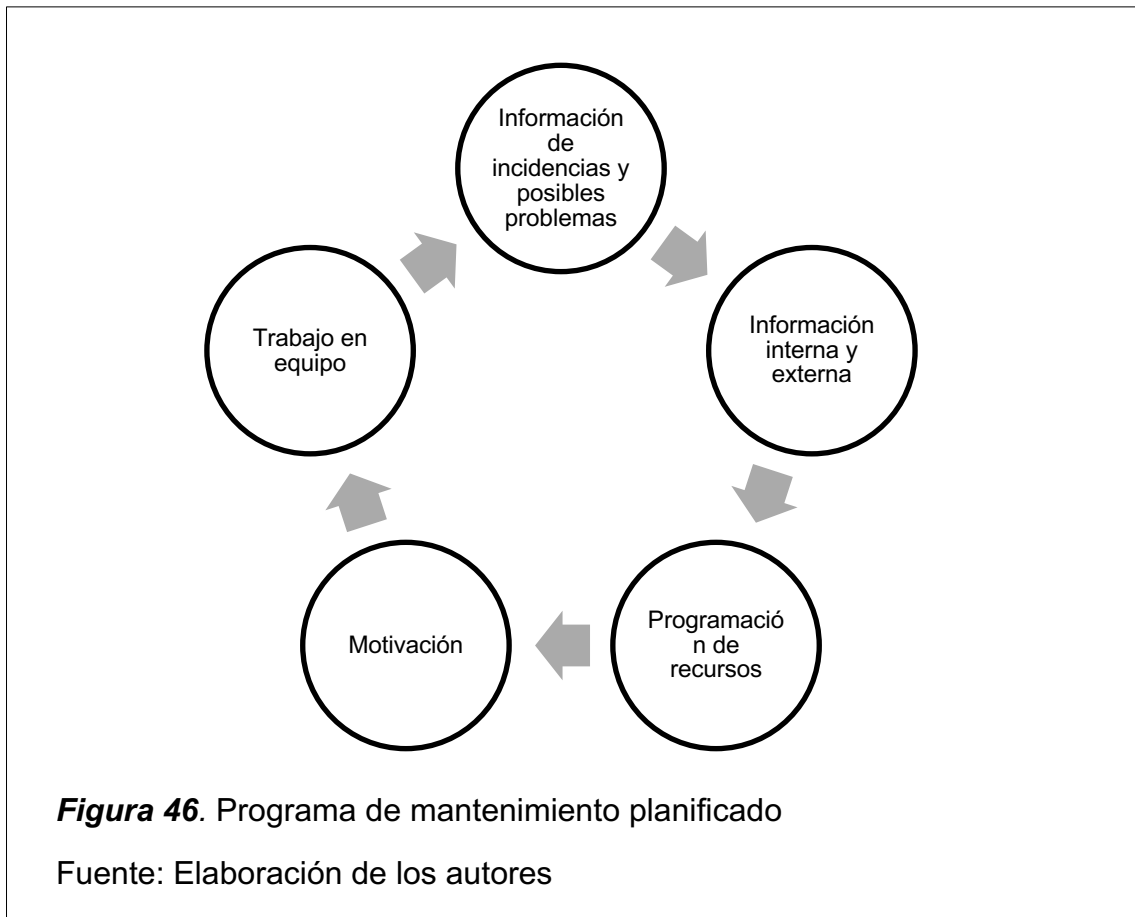 Información
de
incidencias y
posibles
problemas
Información
interna y
externa
Programació
n de
recursos
Motivación
Trabajo en
equipo
Figura 46. Programa de mantenimiento planificado
Fuente: Elaboración de los autores